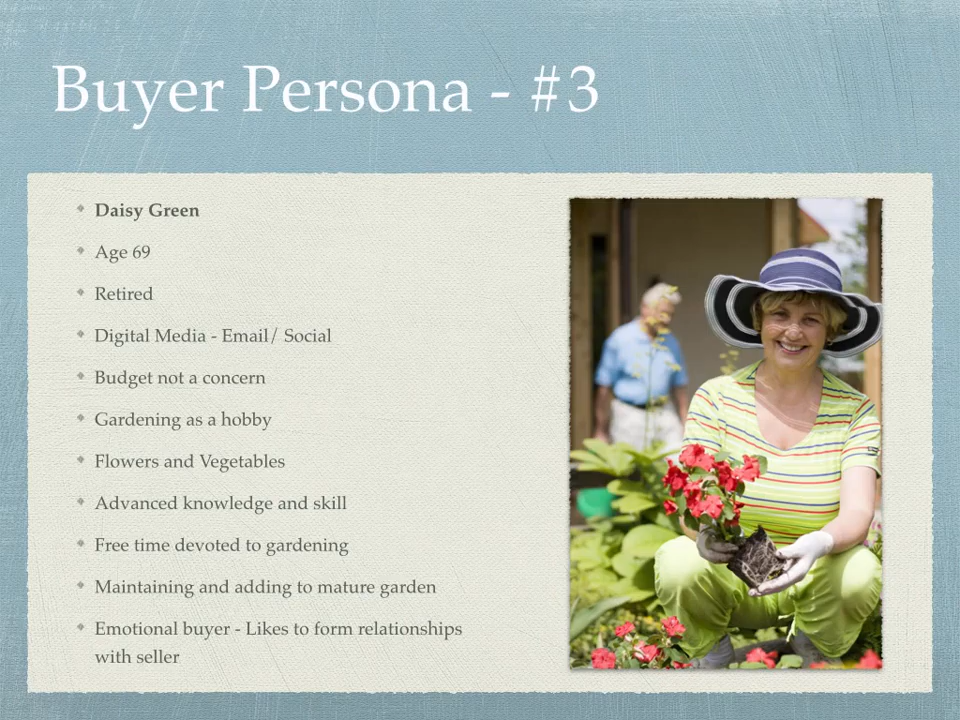 Buyer Persona - #3
Daisy Green
Age 69
Retired
Digital Media - Email/ Social
Budget not a concern
Gardening as a hobby
Flowers and Vegetables
Advanced knowledge and skill
Free time devoted to gardening
Maintaining and adding to mature garden
Emotional buyer - Likes to form relationships
with seller